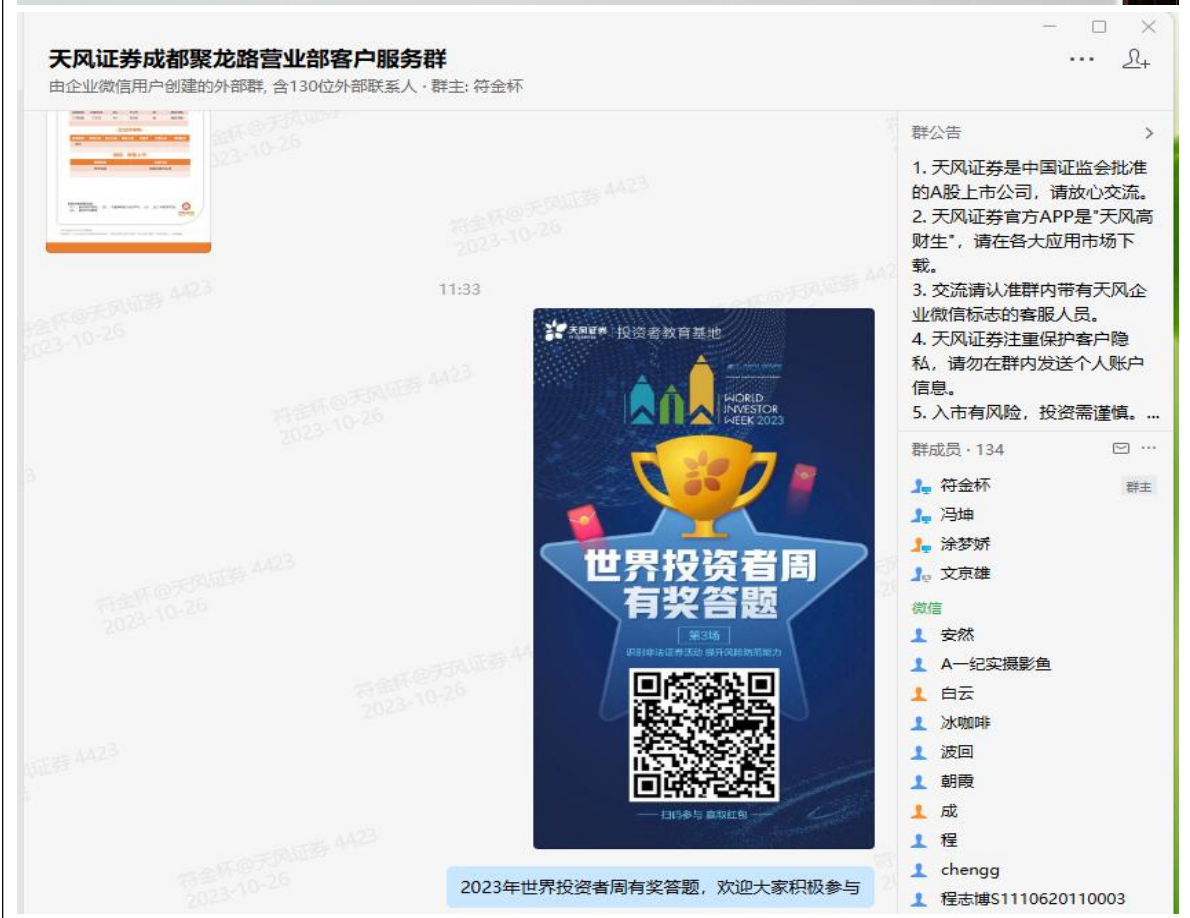 天风证券成都聚龙路营业部客户服务群
由企业微信用户创建的外部群, 含130位外部联系人 · 群主: 符金杯
符金杯@天风证券 4423
2023-10-26
11:33
天风证券 投资者教育基地
WORLD
INVESTOR
WEEK 2023
世界投资者周
有奖答题
第3场
识别非法证券活动 提升风险防范能力
扫码参与 赢取红包
2023年世界投资者周有奖答题，欢迎大家积极参与
群公告
1. 天风证券是中国证监会批准
的A股上市公司，请放心交流。
2. 天风证券官方APP是"天风高
财生"，请在各大应用市场下
载。
3. 交流请认准群内带有天风企
业微信标志的客服人员。
4. 天风证券注重保护客户隐
私，请勿在群内发送个人账户
信息。
5. 入市有风险，投资需谨慎。...
群成员 · 134
符金杯 群主
冯坤
涂梦娇
文京雄
微信
安然
A一纪实摄影鱼
白云
冰咖啡
波回
朝霞
成
程
chengg
程志博S1110620110003